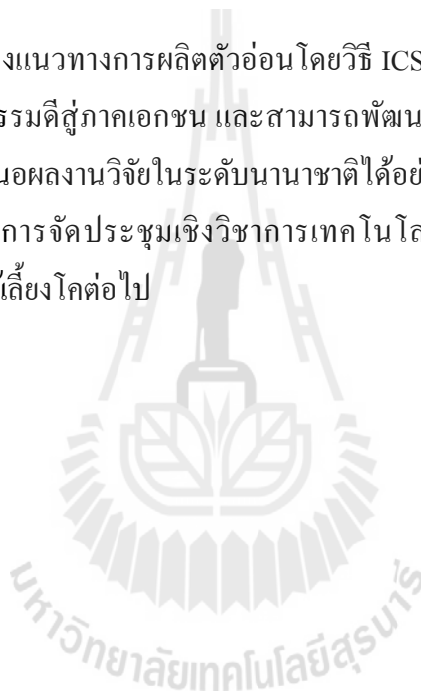 งแนวทางการผลิตตัวอ่อนโดยวิธี ICS
รรมดีสู่ภาคเอกชน และสามารถพัฒน
นอผลงานวิจัยในระดับนานาชาติได้อย่
การจัดประชุมเชิงวิชาการเทคโนโล
เลี้ยงโคต่อไป
มหาวิทยาลัยเทคโนโลยีสุรนารี